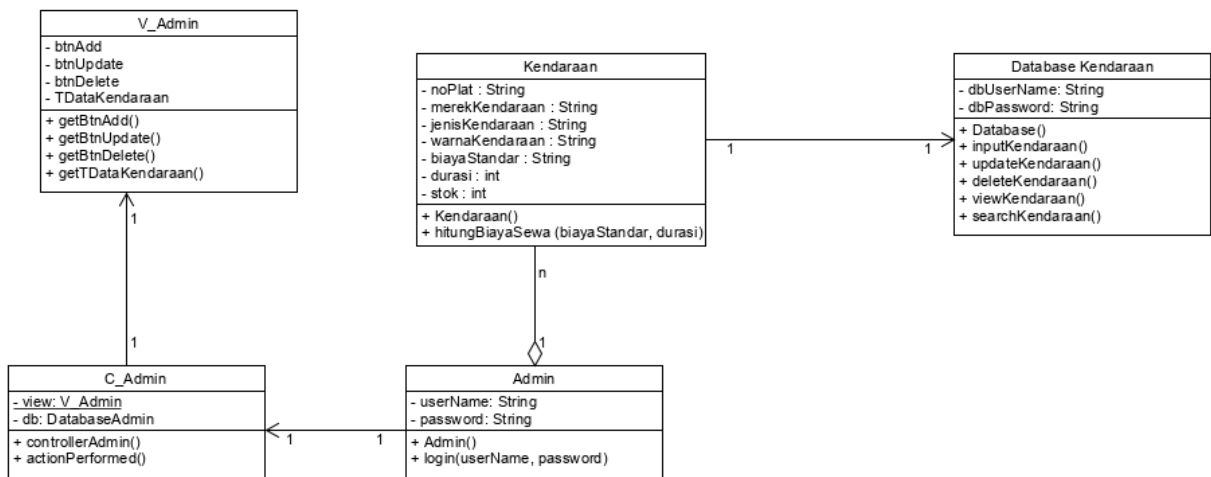 V_Admin
- btnAdd
- btnUpdate
- btnDelete
- TDataKendaraan
+ getBtnAdd()
+ getBtnUpdate()
+ getBtnDelete()
+ getTDataKendaraan()
Kendaraan
- noPlat : String
- merekKendaraan : String
- jenisKendaraan : String
- warnaKendaraan : String
- biayaStandar : String
- durasi : int
- stok : int
+ Kendaraan()
+ hitungBiayaSewa (biayaStandar, durasi)
Database Kendaraan
- dbUserName: String
- dbPassword: String
+ Database()
+ inputKendaraan()
+ updateKendaraan()
+ deleteKendaraan()
+ viewKendaraan()
+ searchKendaraan()
1
1
1
n
1
1
C_Admin
- view: V_Admin
- db: DatabaseAdmin
+ controllerAdmin()
+ actionPerformed()
1
1
Admin
- userName: String
- password: String
+ Admin()
+ login(userName, password)